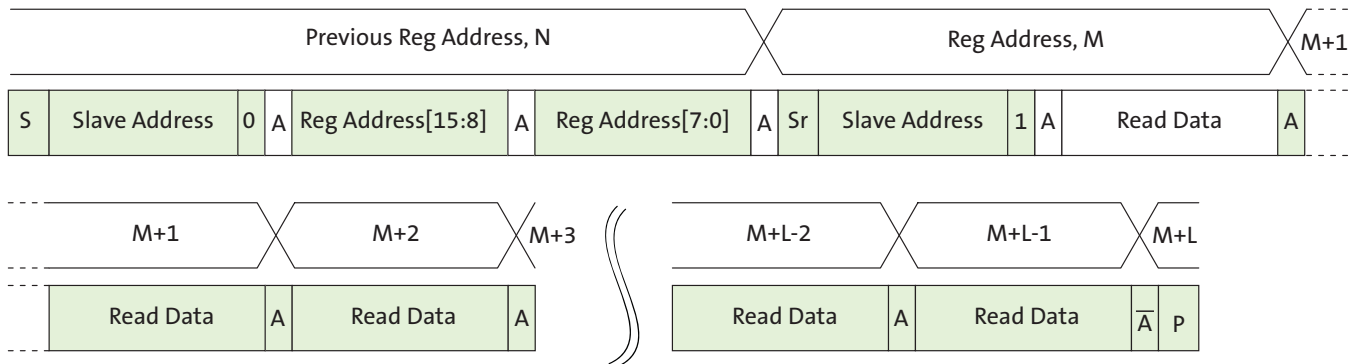 Previous Reg Address, N Reg Address, M M+1
S Slave Address 0 A Reg Address[15:8] A Reg Address[7:0] A Sr Slave Address 1 A Read Data A
M+1 M+2 M+3 M+L-2 M+L-1 M+L
Read Data A Read Data A Read Data A Read Data A̅ P